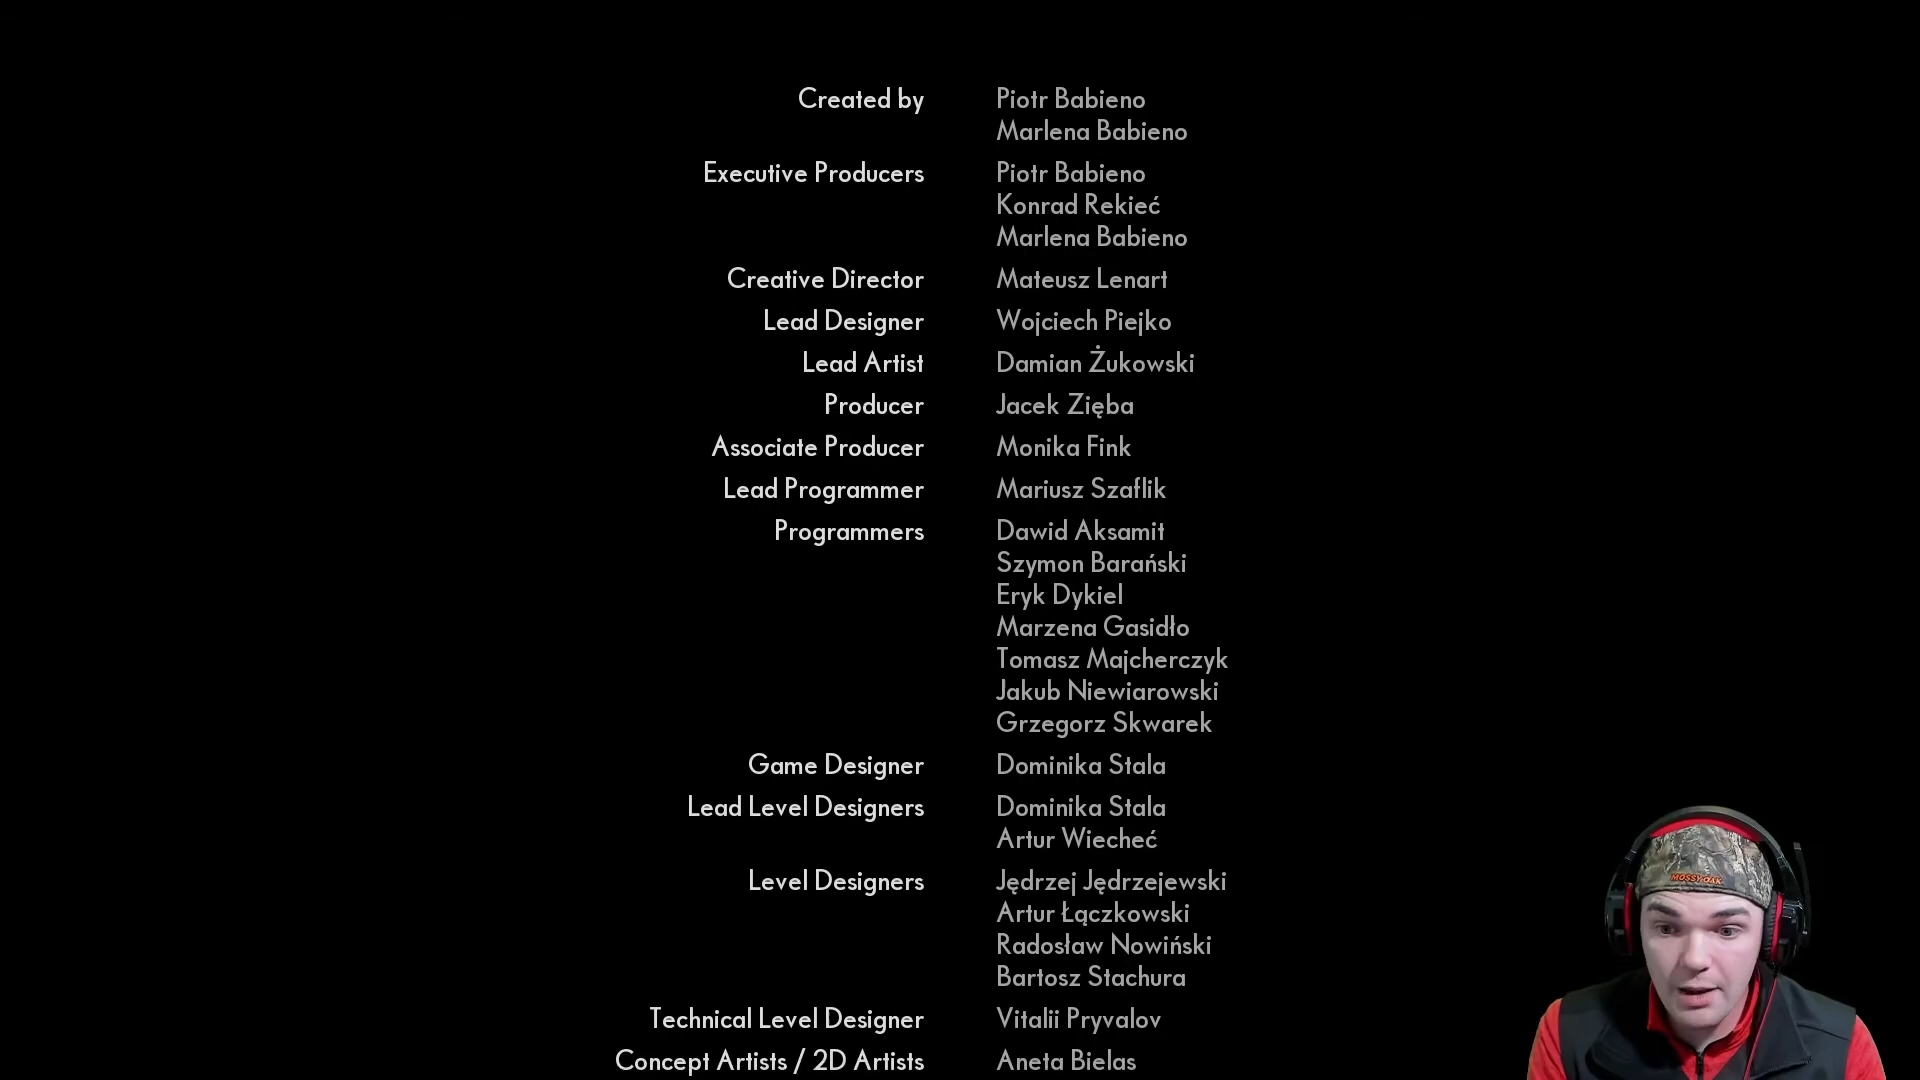 Created by Piotr Babieno
Marlena Babieno
Executive Producers Piotr Babieno
Konrad Rekieć
Marlena Babieno
Creative Director Mateusz Lenart
Lead Designer Wojciech Piejko
Lead Artist Damian Żukowski
Producer Jacek Zięba
Associate Producer Monika Fink
Lead Programmer Mariusz Szaflik
Programmers Dawid Aksamit
Szymon Barański
Eryk Dykiel
Marzena Gasidło
Tomasz Majcherczyk
Jakub Niewiarowski
Grzegorz Skwarek
Game Designer Dominika Stala
Lead Level Designers Dominika Stala
Artur Wiecheć
Level Designers Jędrzej Jędrzejewski
Artur Łączkowski
Radosław Nowiński
Bartosz Stachura
Technical Level Designer Vitalii Pryvalov
Concept Artists / 2D Artists Aneta Bielas
MOSSY OAK